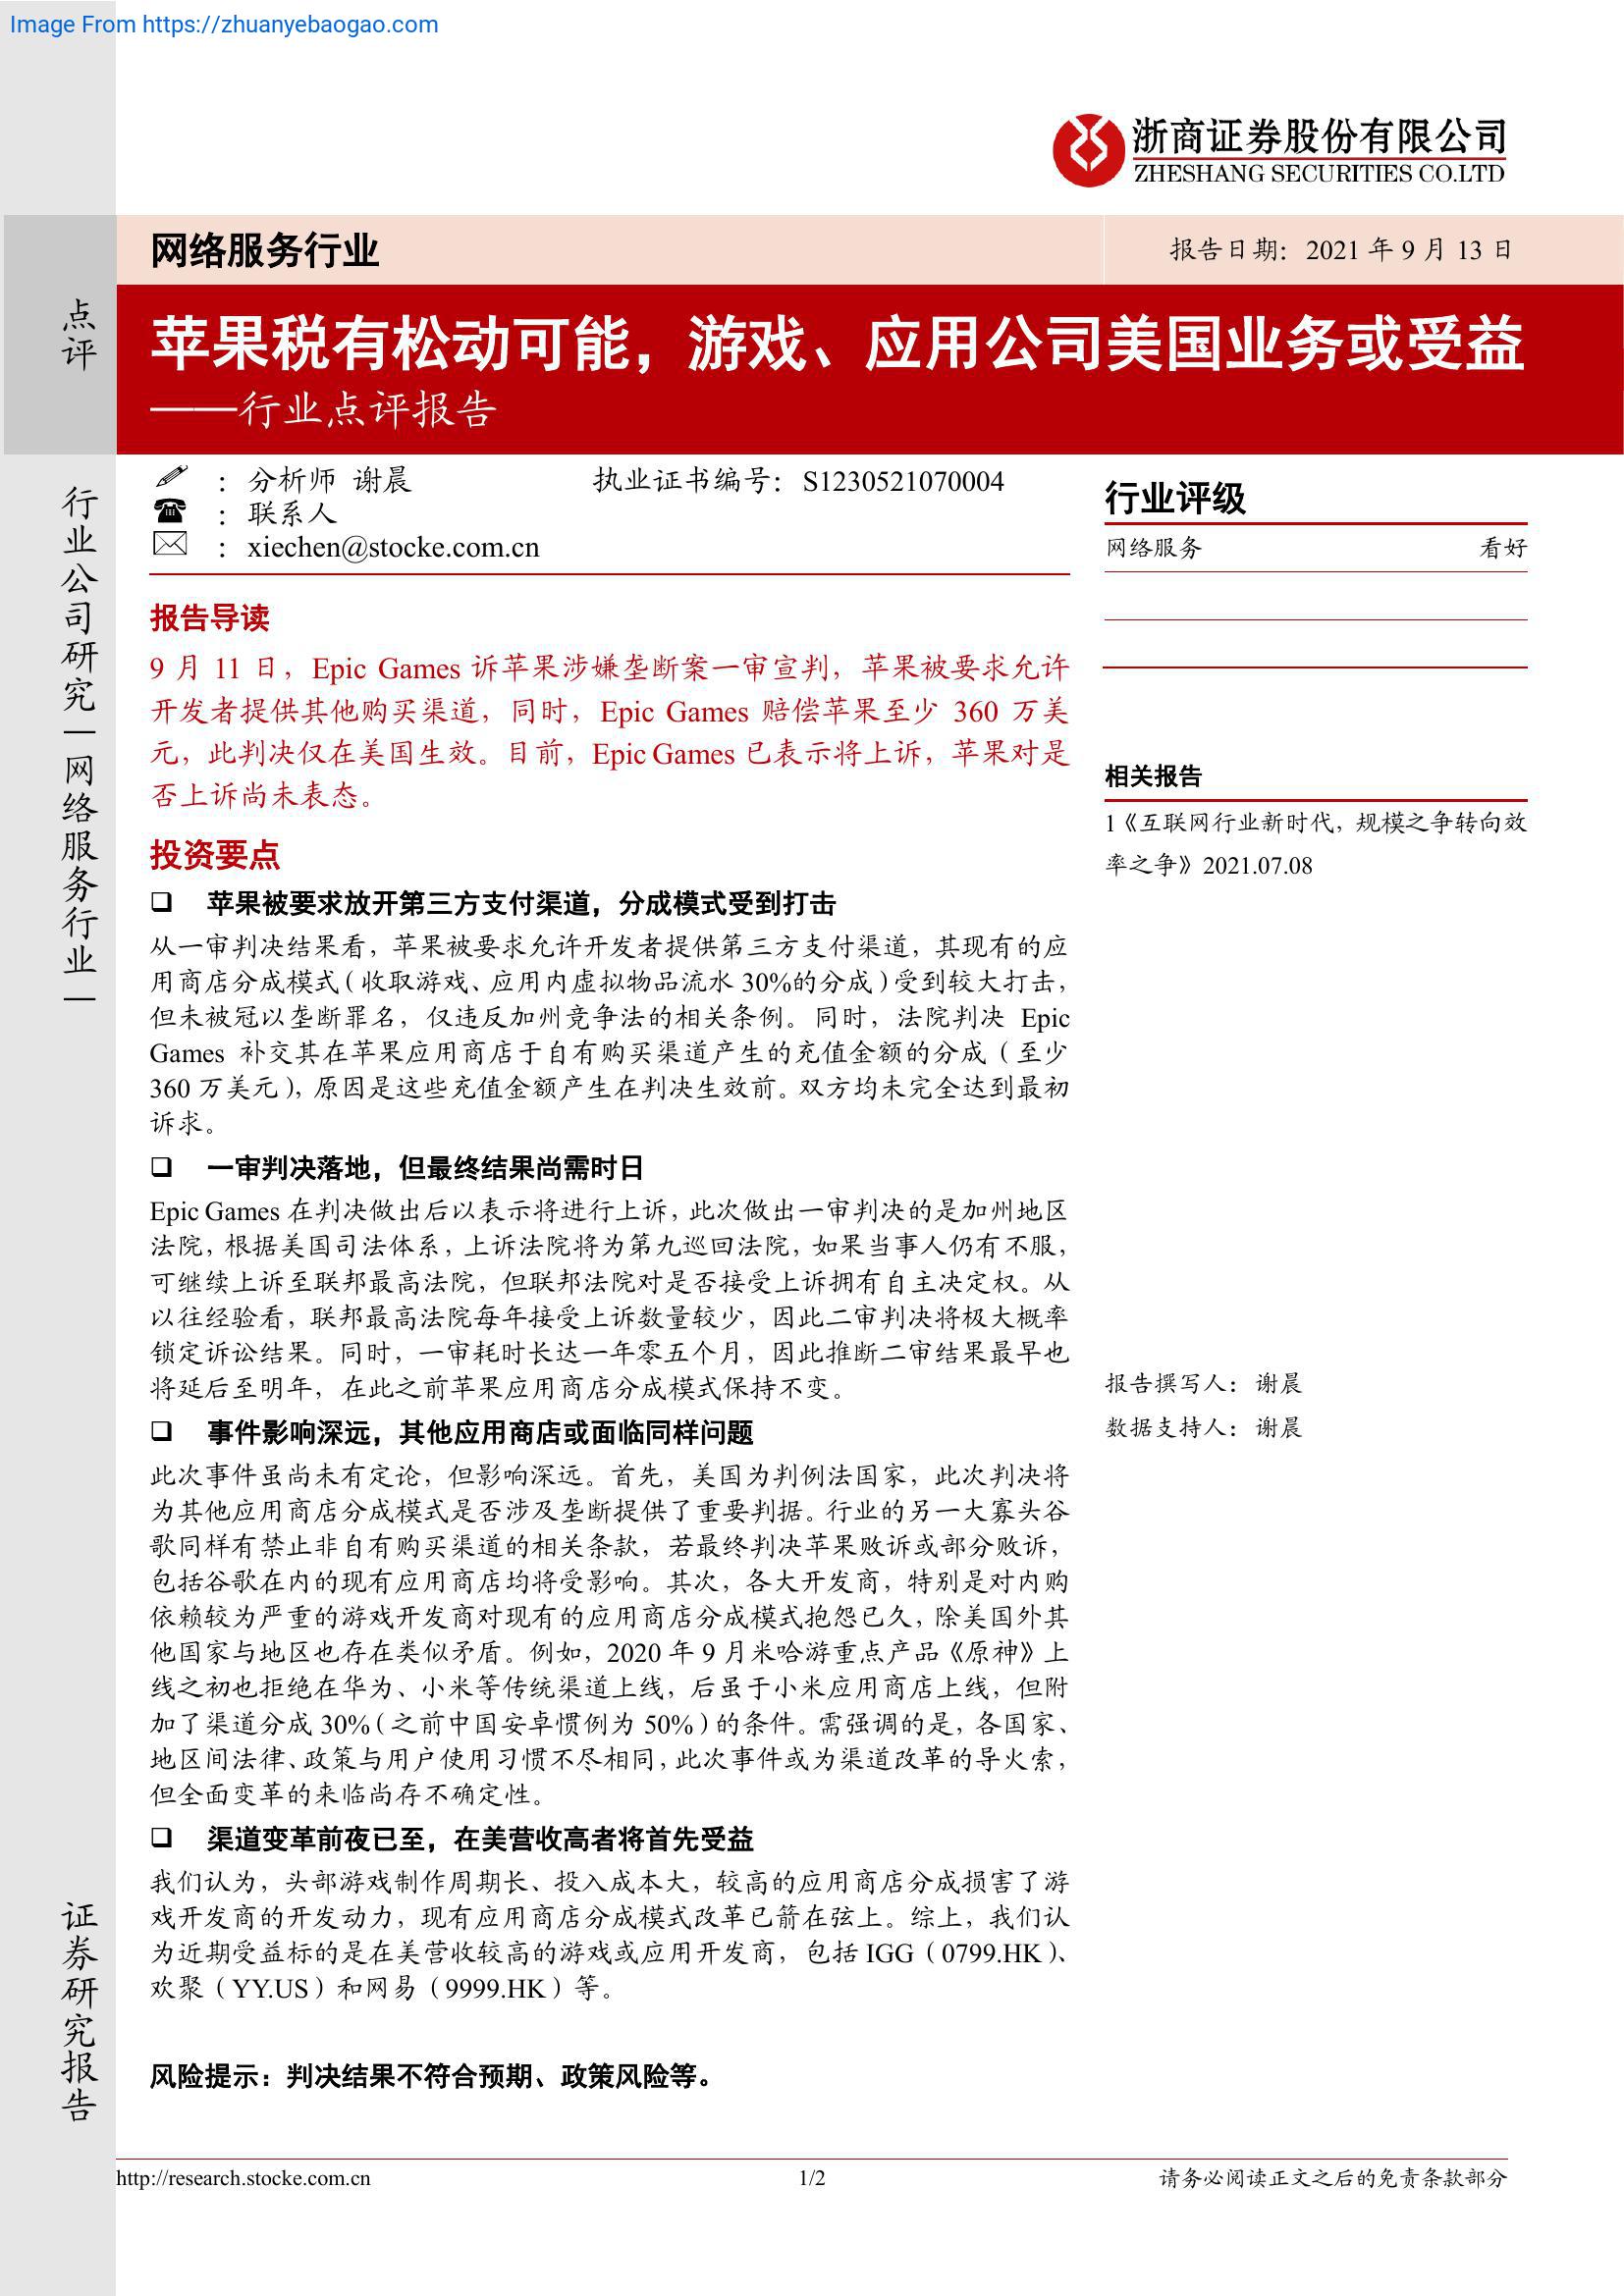 Image From https://zhuanyebaogao.com
浙商证券股份有限公司
ZHESHANG SECURITIES CO.LTD
网络服务行业
报告日期：2021 年 9 月 13 日
点评
苹果税有松动可能，游戏、应用公司美国业务或受益
——行业点评报告
行业公司研究｜网络服务行业｜
：分析师 谢晨 执业证书编号：S1230521070004
：联系人
：xiechen@stocke.com.cn
行业评级
网络服务 看好
报告导读
9 月 11 日，Epic Games 诉苹果涉嫌垄断案一审宣判，苹果被要求允许
开发者提供其他购买渠道，同时，Epic Games 赔偿苹果至少 360 万美
元，此判决仅在美国生效。目前，Epic Games 已表示将上诉，苹果对是
否上诉尚未表态。
相关报告
1《互联网行业新时代，规模之争转向效
率之争》2021.07.08
投资要点
❑ 苹果被要求放开第三方支付渠道，分成模式受到打击
从一审判决结果看，苹果被要求允许开发者提供第三方支付渠道，其现有的应
用商店分成模式（收取游戏、应用内虚拟物品流水 30%的分成）受到较大打击，
但未被冠以垄断罪名，仅违反加州竞争法的相关条例。同时，法院判决 Epic
Games 补交其在苹果应用商店于自有购买渠道产生的充值金额的分成（至少
360 万美元），原因是这些充值金额产生在判决生效前。双方均未完全达到最初
诉求。
❑ 一审判决落地，但最终结果尚需时日
Epic Games 在判决做出后以表示将进行上诉，此次做出一审判决的是加州地区
法院，根据美国司法体系，上诉法院将为第九巡回法院，如果当事人仍有不服，
可继续上诉至联邦最高法院，但联邦法院对是否接受上诉拥有自主决定权。从
以往经验看，联邦最高法院每年接受上诉数量较少，因此二审判决将极大概率
锁定诉讼结果。同时，一审耗时长达一年零五个月，因此推断二审结果最早也
将延后至明年，在此之前苹果应用商店分成模式保持不变。
❑ 事件影响深远，其他应用商店或面临同样问题
此次事件虽尚未有定论，但影响深远。首先，美国为判例法国家，此次判决将
为其他应用商店分成模式是否涉及垄断提供了重要判据。行业的另一大寡头谷
歌同样有禁止非自有购买渠道的相关条款，若最终判决苹果败诉或部分败诉，
包括谷歌在内的现有应用商店均将受影响。其次，各大开发商，特别是对内购
依赖较为严重的游戏开发商对现有的应用商店分成模式抱怨已久，除美国外其
他国家与地区也存在类似矛盾。例如，2020 年 9 月米哈游重点产品《原神》上
线之初也拒绝在华为、小米等传统渠道上线，后虽于小米应用商店上线，但附
加了渠道分成 30%（之前中国安卓惯例为 50%）的条件。需强调的是，各国家、
地区间法律、政策与用户使用习惯不尽相同，此次事件或为渠道改革的导火索，
但全面变革的来临尚存不确定性。
❑ 渠道变革前夜已至，在美营收高者将首先受益
我们认为，头部游戏制作周期长、投入成本大，较高的应用商店分成损害了游
戏开发商的开发动力，现有应用商店分成模式改革已箭在弦上。综上，我们认
为近期受益标的是在美营收较高的游戏或应用开发商，包括 IGG（0799.HK）、
欢聚（YY.US）和网易（9999.HK）等。
风险提示：判决结果不符合预期、政策风险等。
报告撰写人：谢晨
数据支持人：谢晨
证券研究报告
http://research.stocke.com.cn
1/2
请务必阅读正文之后的免责条款部分